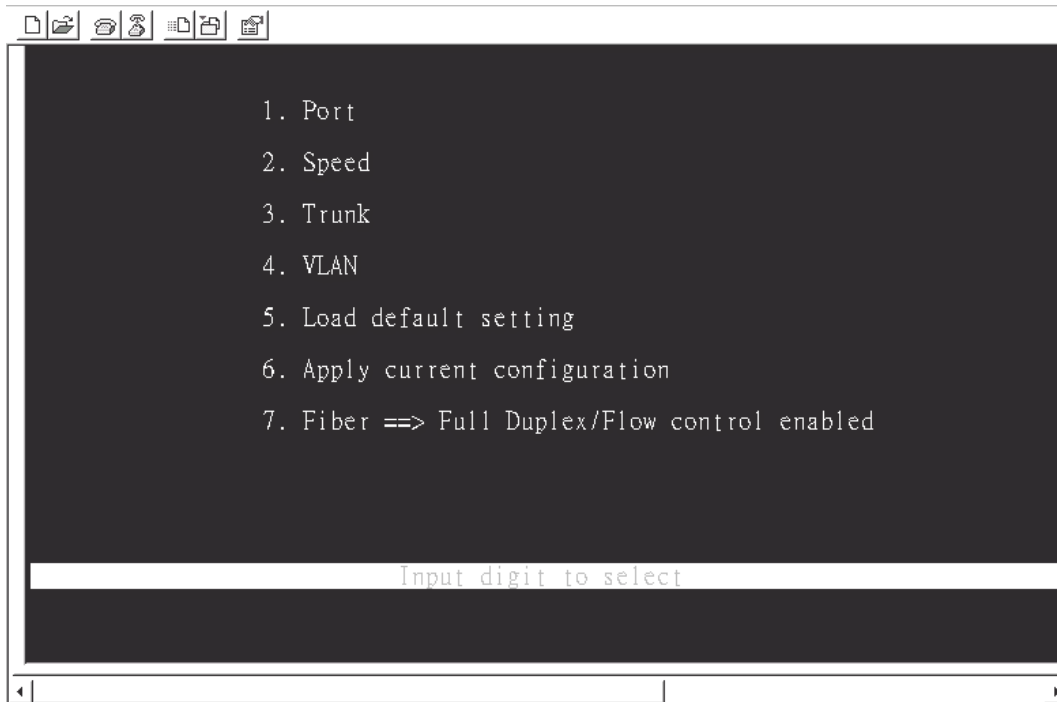 1. Port
2. Speed
3. Trunk
4. VLAN
5. Load default setting
6. Apply current configuration
7. Fiber ==> Full Duplex/Flow control enabled
Input digit to select